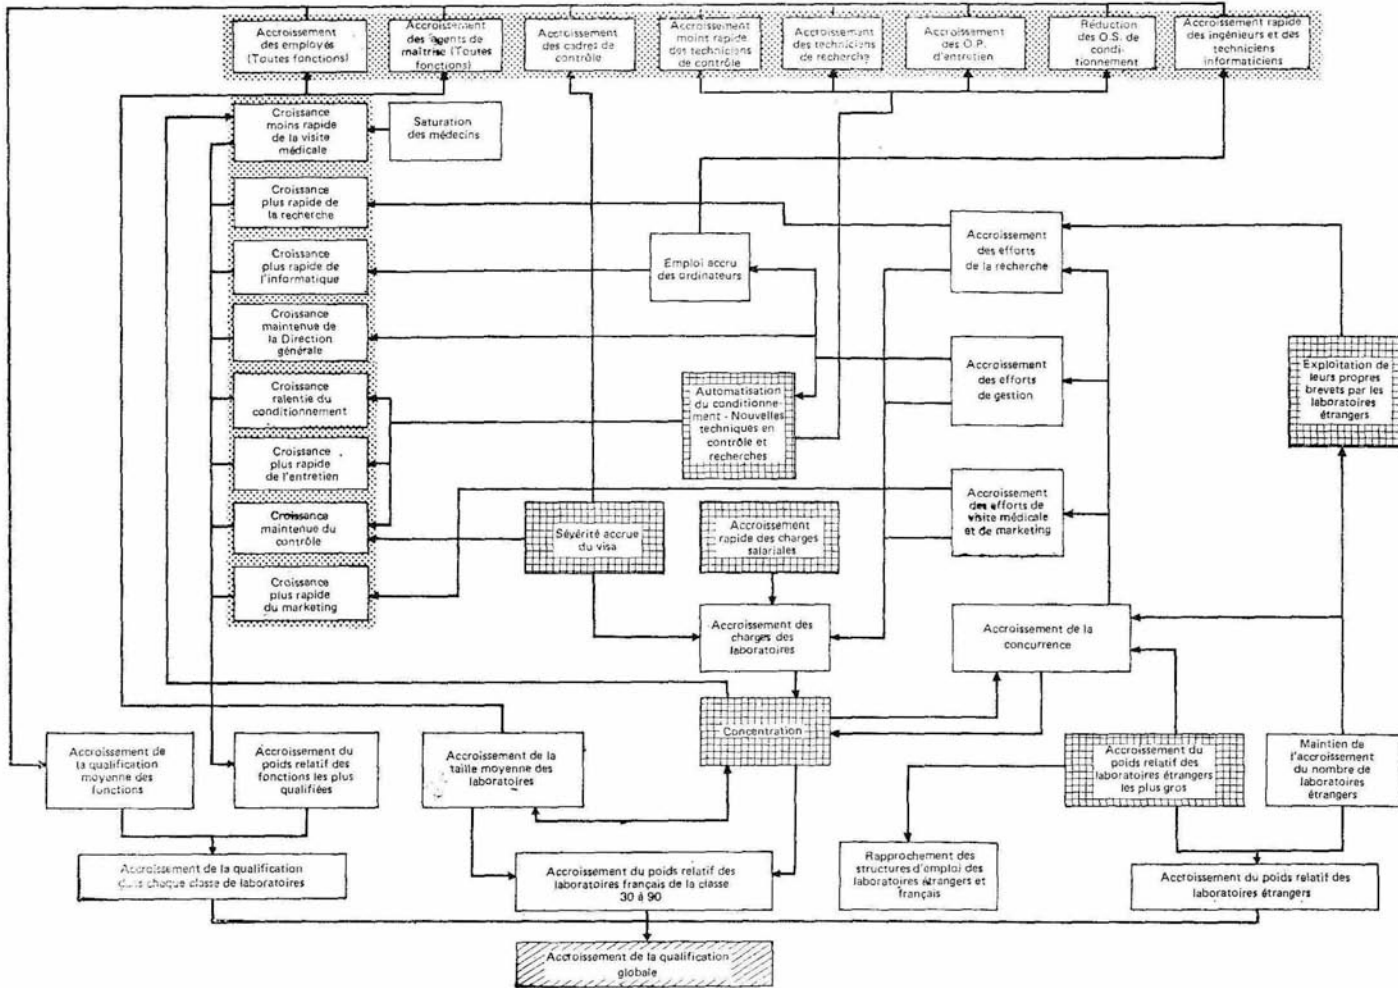 Accroissement
des employés
(Toutes fonctions)
Accroissement
des agents de
maîtrise (Toutes
fonctions)
Accroissement
des cadres de
contrôle
Accroissement
moint rapide
des techniciens
de contrôle
Accroissement
des techniciens
de recherche
Accroissement
des O.P.
d'entretien
Réduction
des O.S. de
condi-
tionnement
Accroissement rapide
des ingénieurs et des
techniciens
informaticiens
Croissance
moins rapide
de la visite
médicale
Saturation
des médecins
Croissance
plus rapide de
la recherche
Accroissement
des efforts
de la recherche
Croissance
plus rapide de
l'informatique
Emploi accru
des ordinateurs
Croissance
maintenue de
la Direction
générale
Accroissement
des efforts
de gestion
Exploitation de
leurs propres
brevets par les
laboratoires
étrangers
Croissance
ralentie du
conditionnement
Automatisation
du conditionne-
ment - Nouvelles
techniques en
contrôle et
recherches
Croissance
plus rapide
de l'entretien
Croissance
maintenue du
contrôle
Sévérité accrue
du visa
Accroissement
rapide des charges
salariales
Accroissement
des efforts de
visite médicale
et de marketing
Croissance
plus rapide
du marketing
Accroissement des
charges des
laboratoires
Accroissement de la
concurrence
Accroissement de
la qualification
moyenne des
functions
Accroissement du
poids relatif des
fonctions les plus
qualifiées
Accroissement de la
taille moyenne des
laboratoires
Concentration
Accroissement du
poids relatif des
laboratoires étrangers
les plus gros
Maintien de
l'accroissement
du nombre de
laboratoires
étrangers
Accroissement de la qualification
dans chaque classe de laboratoires
Accroissement du poids relatif des
laboratoires français de la classe
30 à 90
Rapprochement des
structures d'emploi des
laboratoires étrangers et
français
Accroissement du poids relatif des
laboratoires étrangers
Accroissement de la qualification
globale